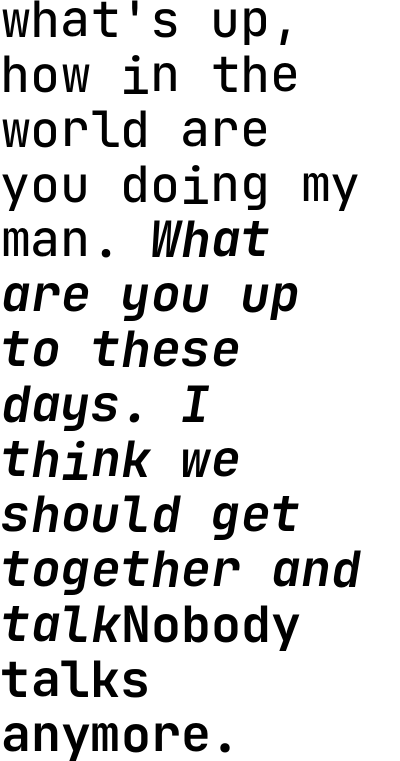 what's up,
how in the
world are
you doing my
man. What
are you up
to these
days. I
think we
should get
together and
talkNobody
talks
anymore.